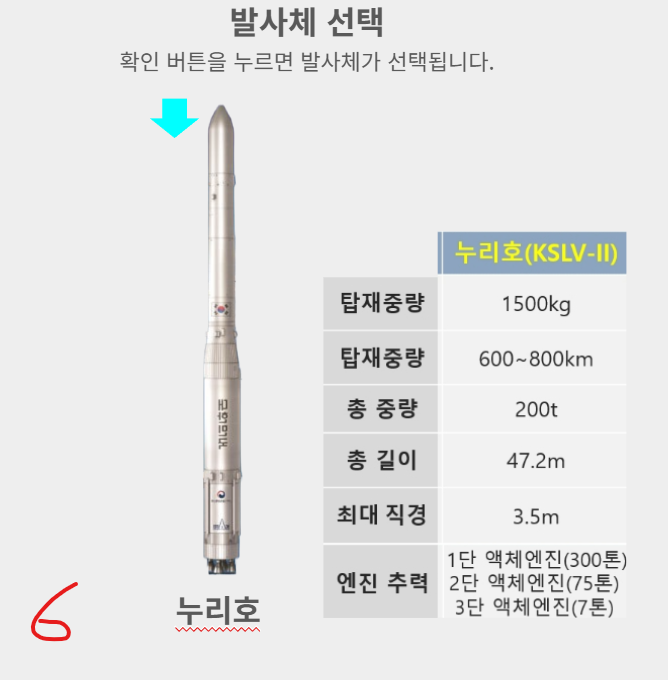 발사체 선택
확인 버튼을 누르면 발사체가 선택됩니다.
누리호(KSLV-II)
탑재중량 1500kg
탑재중량 600~800km
총 중량 200t
총 길이 47.2m
최대 직경 3.5m
엔진 추력 1단 액체엔진(300톤)
2단 액체엔진(75톤)
3단 액체엔진(7톤)
대한민국
누리호
6